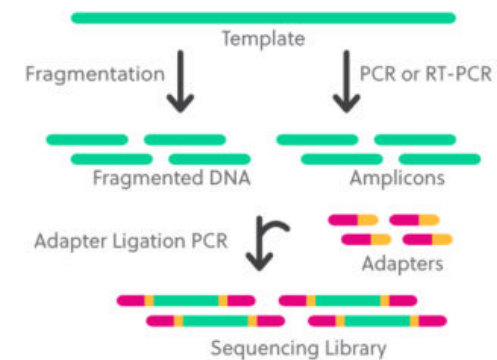 Template
Fragmentation
PCR or RT-PCR
Fragmented DNA
Amplicons
Adapter Ligation PCR
Adapters
Sequencing Library